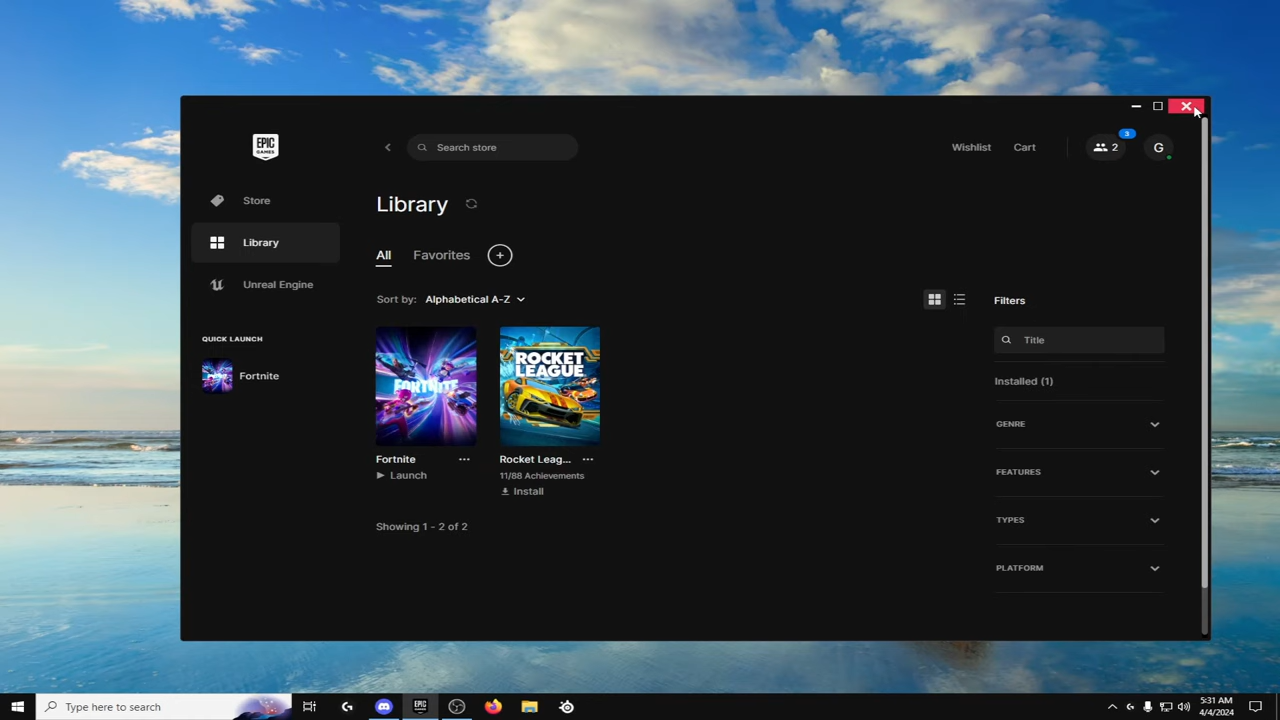 EPIC
GAMES
Search store
Wishlist
Cart
2
3
G
Store
Library
Unreal Engine
QUICK LAUNCH
Fortnite
Library
All
Favorites
+
Sort by: Alphabetical A-Z
FORTNITE
ROCKET
LEAGUE
Fortnite
Launch
Rocket Leag...
11/88 Achievements
Install
Showing 1 - 2 of 2
Filters
Title
Installed (1)
GENRE
FEATURES
TYPES
PLATFORM
Type here to search
EPIC
5:31 AM
4/4/2024